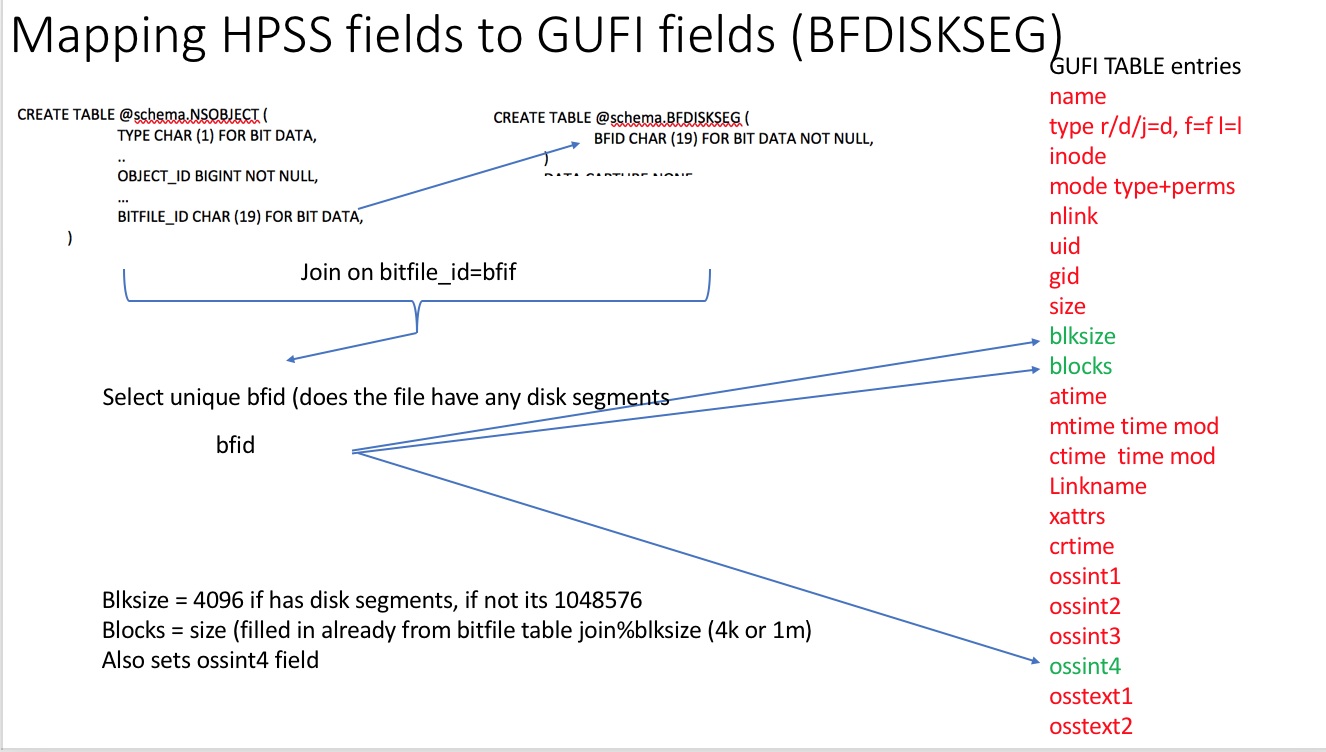 Mapping HPSS fields to GUFI fields (BFDISKSEG)
CREATE TABLE @schema.NSOBJECT (
TYPE CHAR (1) FOR BIT DATA,
..
OBJECT_ID BIGINT NOT NULL,
...
BITFILE_ID CHAR (19) FOR BIT DATA,
)
CREATE TABLE @schema.BFDISKSEG (
BFID CHAR (19) FOR BIT DATA NOT NULL,
)
DATA CAPTURE NONE
Join on bitfile_id=bfif
Select unique bfid (does the file have any disk segments
bfid
Blksize = 4096 if has disk segments, if not its 1048576
Blocks = size (filled in already from bitfile table join%blksize (4k or 1m)
Also sets ossint4 field
GUFI TABLE entries
name
type r/d/j=d, f=f l=l
inode
mode type+perms
nlink
uid
gid
size
blksize
blocks
atime
mtime time mod
ctime  time mod
Linkname
xattrs
crtime
ossint1
ossint2
ossint3
ossint4
osstext1
osstext2